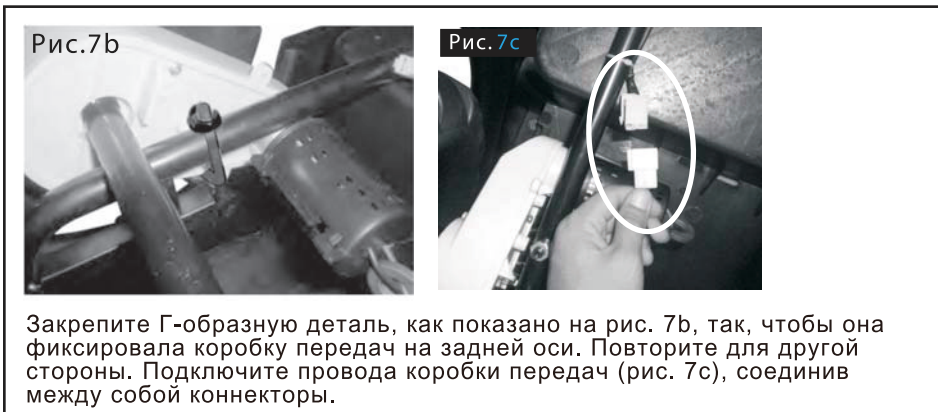 Рис.7b
Рис.7c
Закрепите Г-образную деталь, как показано на рис. 7b, так, чтобы она
фиксировала коробку передач на задней оси. Повторите для другой
стороны. Подключите провода коробки передач (рис. 7с), соединив
между собой коннекторы.